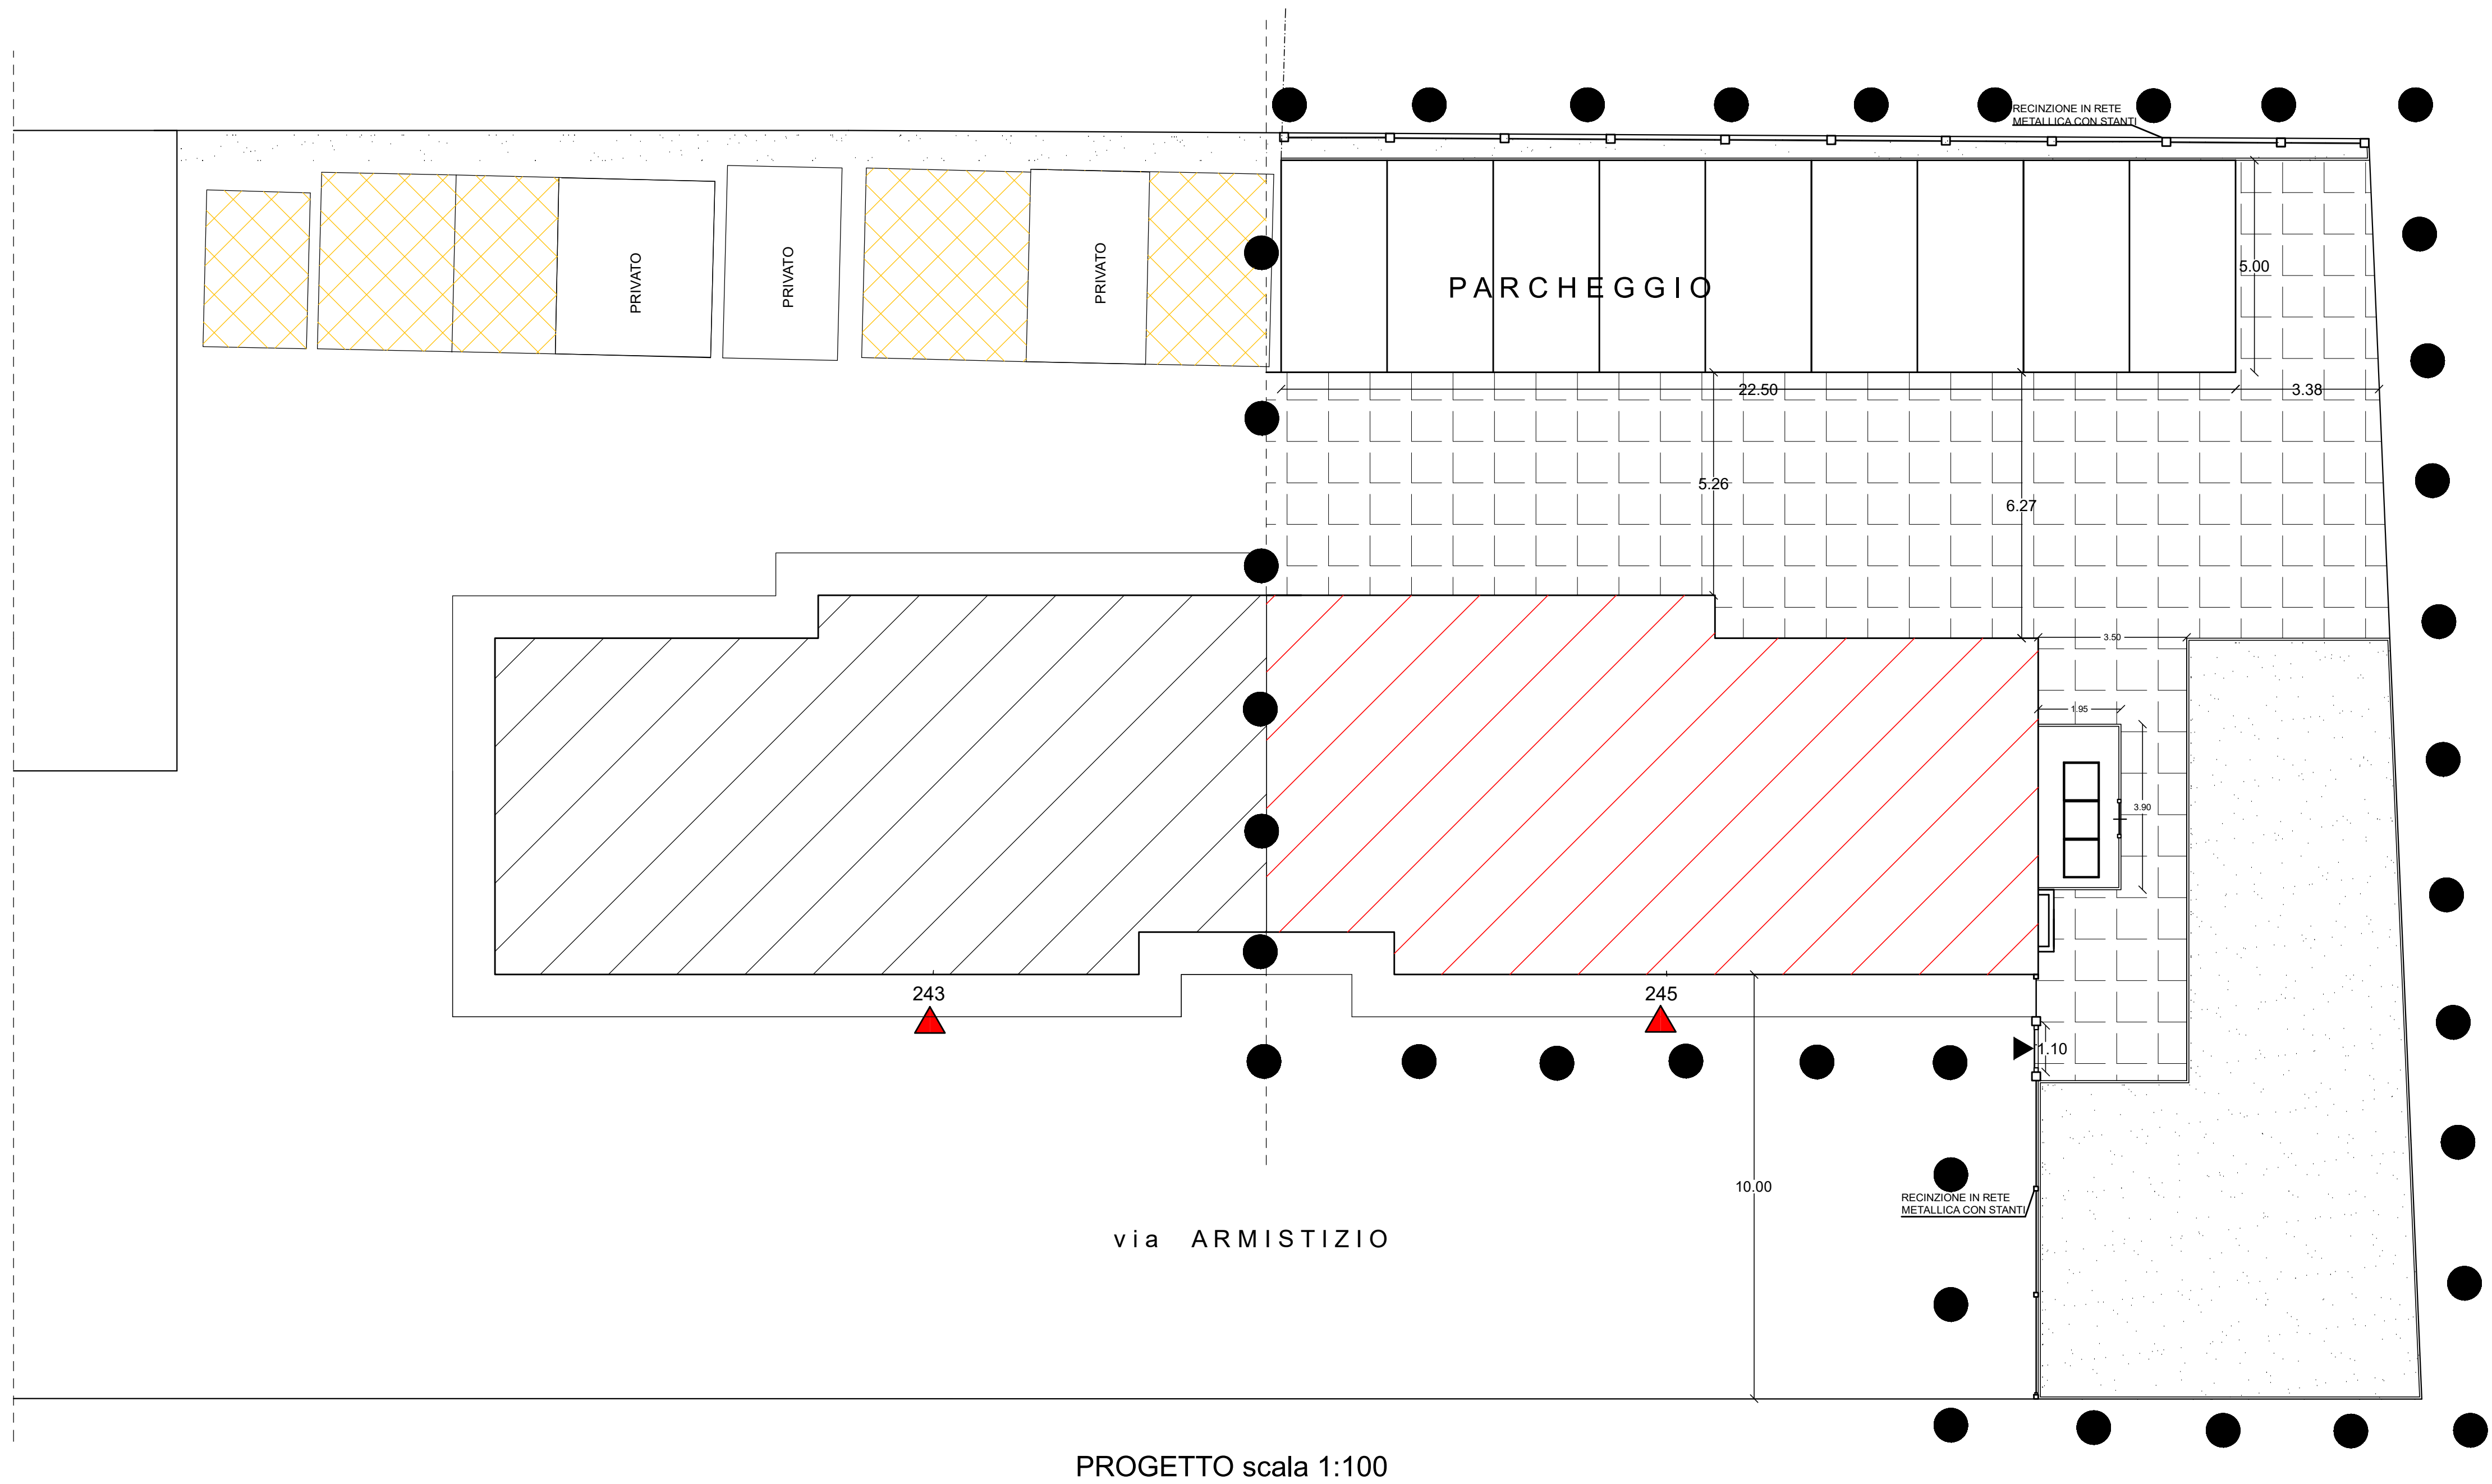 RECINZIONE IN RETE
METALLICA CON STANTI
PRIVATO
PRIVATO
PRIVATO
PARCHEGGIO
5.00
22.50
3.38
5.26
6.27
3.50
1.95
3.90
243
245
1.10
10.00
RECINZIONE IN RETE
METALLICA CON STANTI
via ARMISTIZIO
PROGETTO scala 1:100